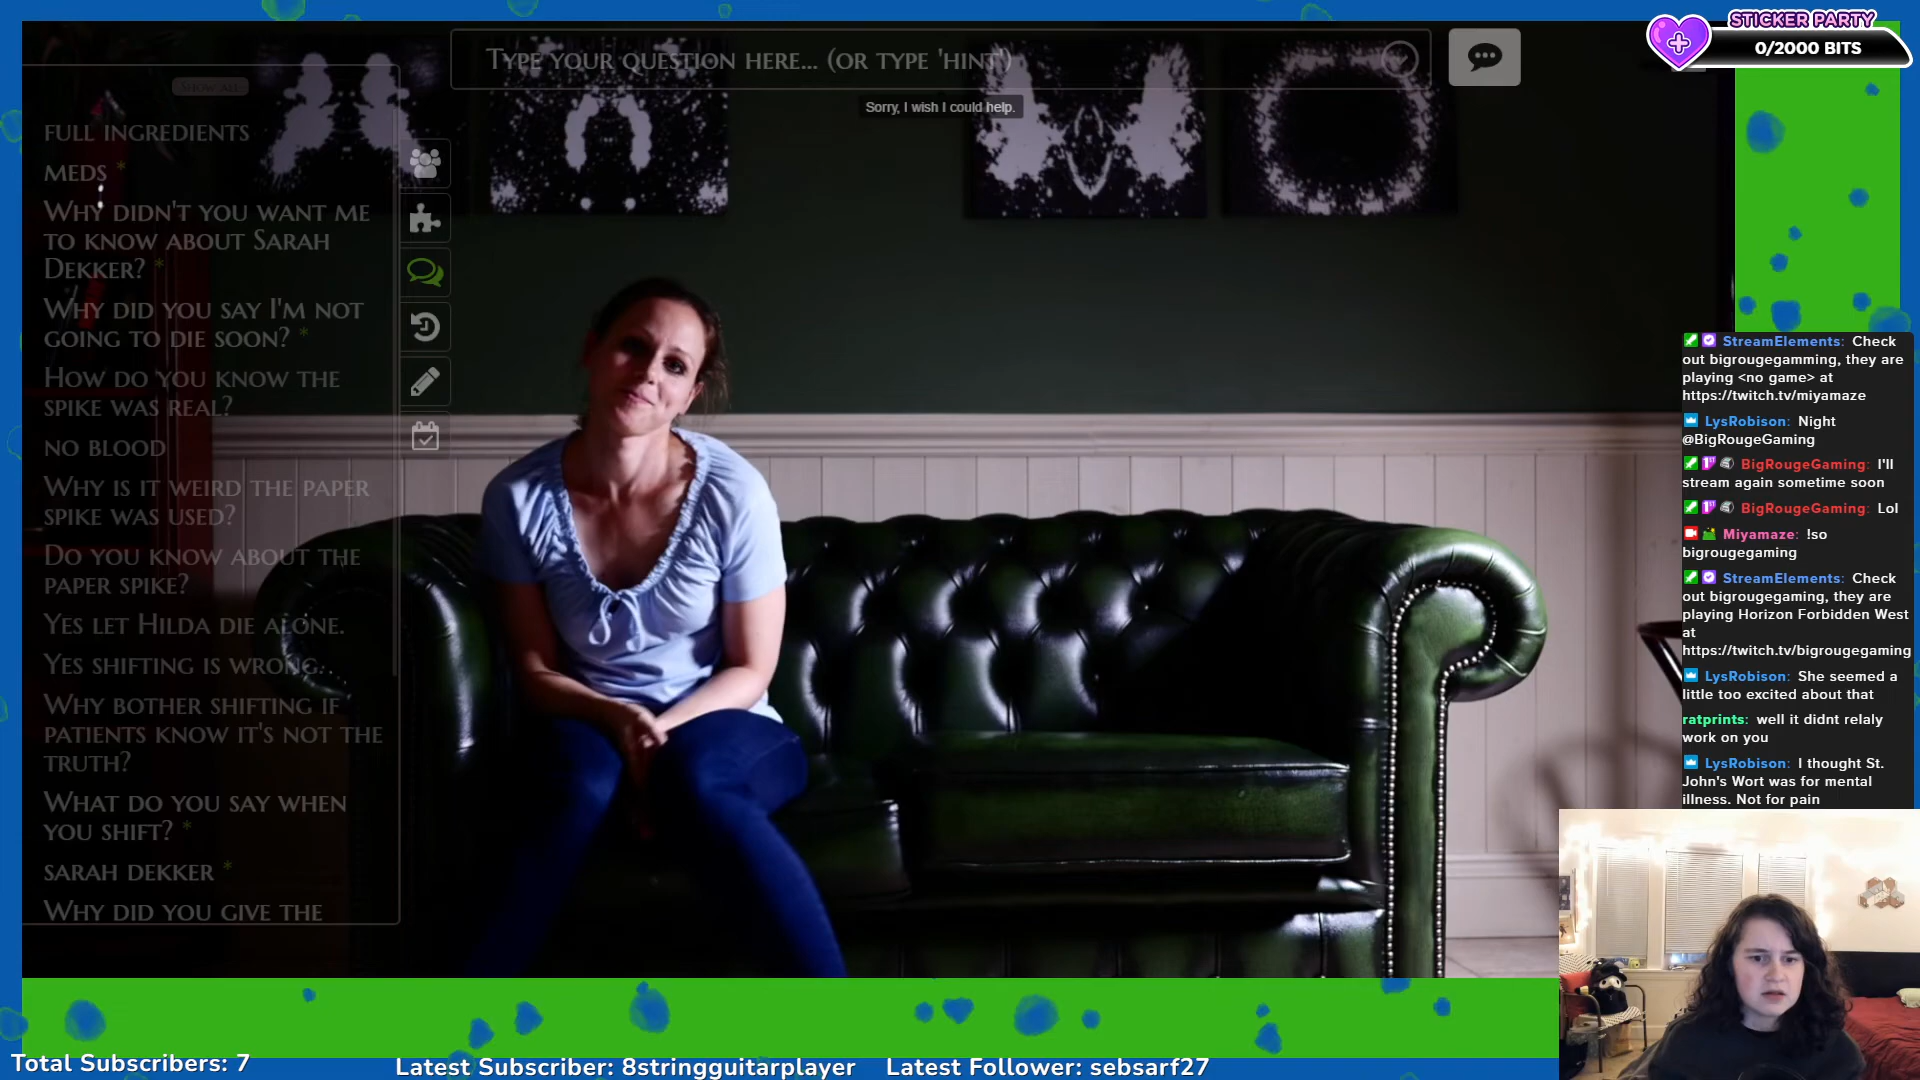 STICKER PARTY
0/2000 BITS
Type your question here... (or type 'hint')
Sorry, I wish I could help.
Show all
full ingredients
meds *
Why didn't you want me
to know about Sarah
Dekker? *
Why did you say I'm not
going to die soon? *
How do you know the
spike was real?
no blood
Why is it weird the paper
spike was used?
Do you know about the
paper spike?
Yes let Hilda die alone.
Yes shifting is wrong.
Why bother shifting if
patients know it's not the
truth?
What do you say when
you shift? *
sarah dekker *
Why did you give the
StreamElements: Check
out bigrougegamming, they are
playing <no game> at
https://twitch.tv/miyamaze
LysRobison: Night
@BigRougeGaming
BigRougeGaming: I'll
stream again sometime soon
BigRougeGaming: Lol
Miyamaze: !so
bigrougegaming
StreamElements: Check
out bigrougegaming, they are
playing Horizon Forbidden West
at
https://twitch.tv/bigrougegaming
LysRobison: She seemed a
little too excited about that
ratprints: well it didnt relaly
work on you
LysRobison: I thought St.
John's Wort was for mental
illness. Not for pain
Total Subscribers: 7
Latest Subscriber: 8stringguitarplayer
Latest Follower: sebsarf27